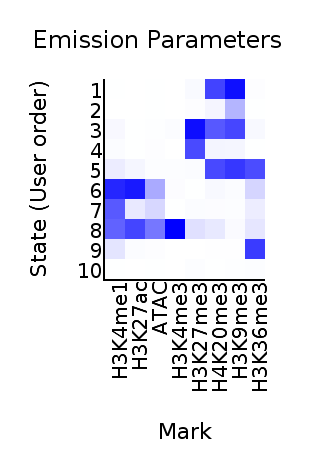 Emission Parameters
State (User order)
1
2
3
4
5
6
7
8
9
10
H3K4me1
H3K27ac
ATAC
H3K4me3
H3K27me3
H4K20me3
H3K9me3
H3K36me3
Mark